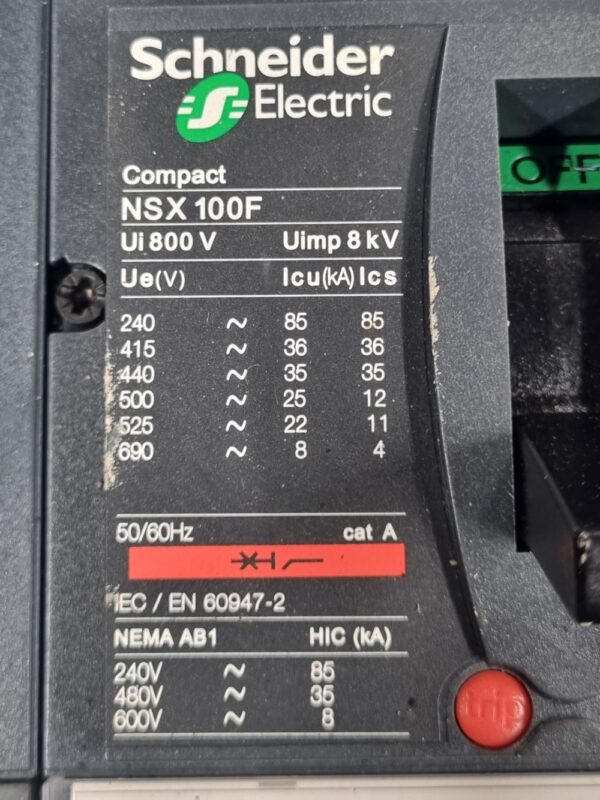 Schneider
Electric
OFF
Compact
NSX 100F
Ui 800 V Uimp 8 kV
Ue(V) Icu(kA) Ics
240 ~ 85 85
415 ~ 36 36
440 ~ 35 35
500 ~ 25 12
525 ~ 22 11
690 ~ 8 4
50/60Hz cat A
IEC / EN 60947-2
NEMA AB1 HIC (kA)
240V ~ 85
480V ~ 35
600V ~ 8
trip